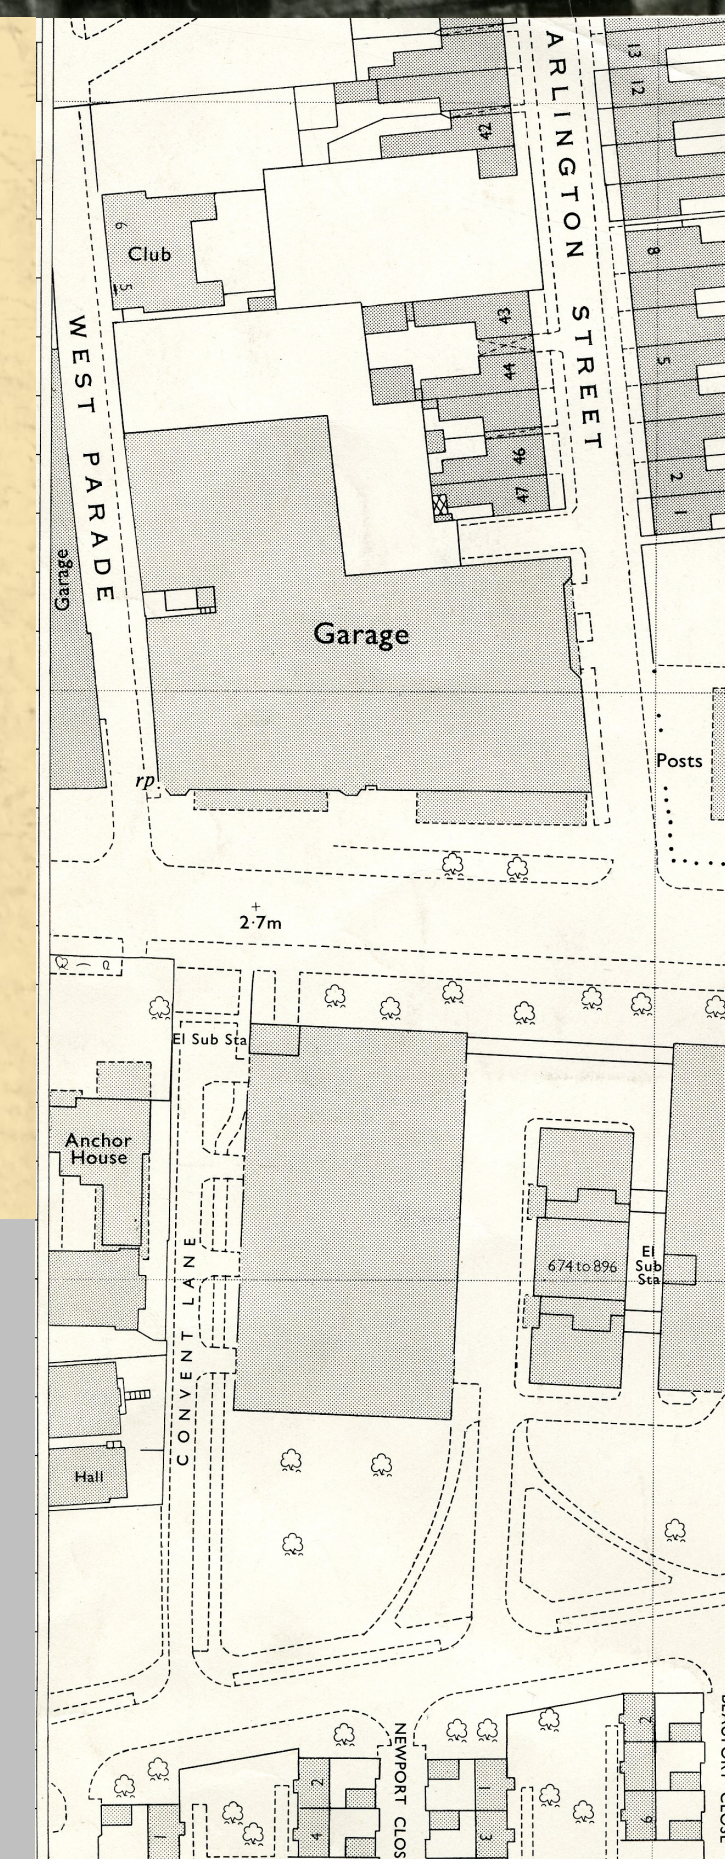 ARLINGTON STREET
13
12
42
6
Club
5
8
43
WEST PARADE
44
5
46
2
47
1
Garage
Garage
Posts
rp
2·7m
El Sub Sta
Anchor
House
CONVENT LANE
674 to 896
El
Sub
Sta
Hall
NEWPORT CLOS
2
2
1
6
4
3
1